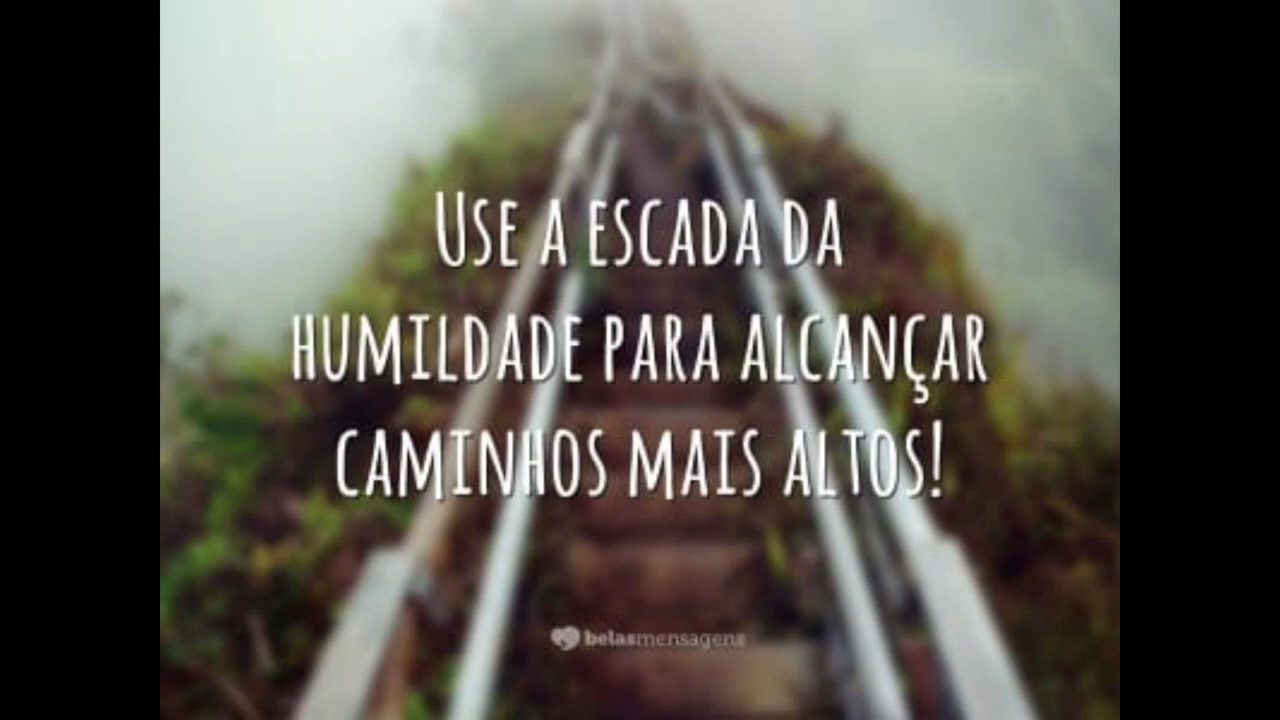 Use a escada da
humildade para alcançar
caminhos mais altos!
belasmensagens